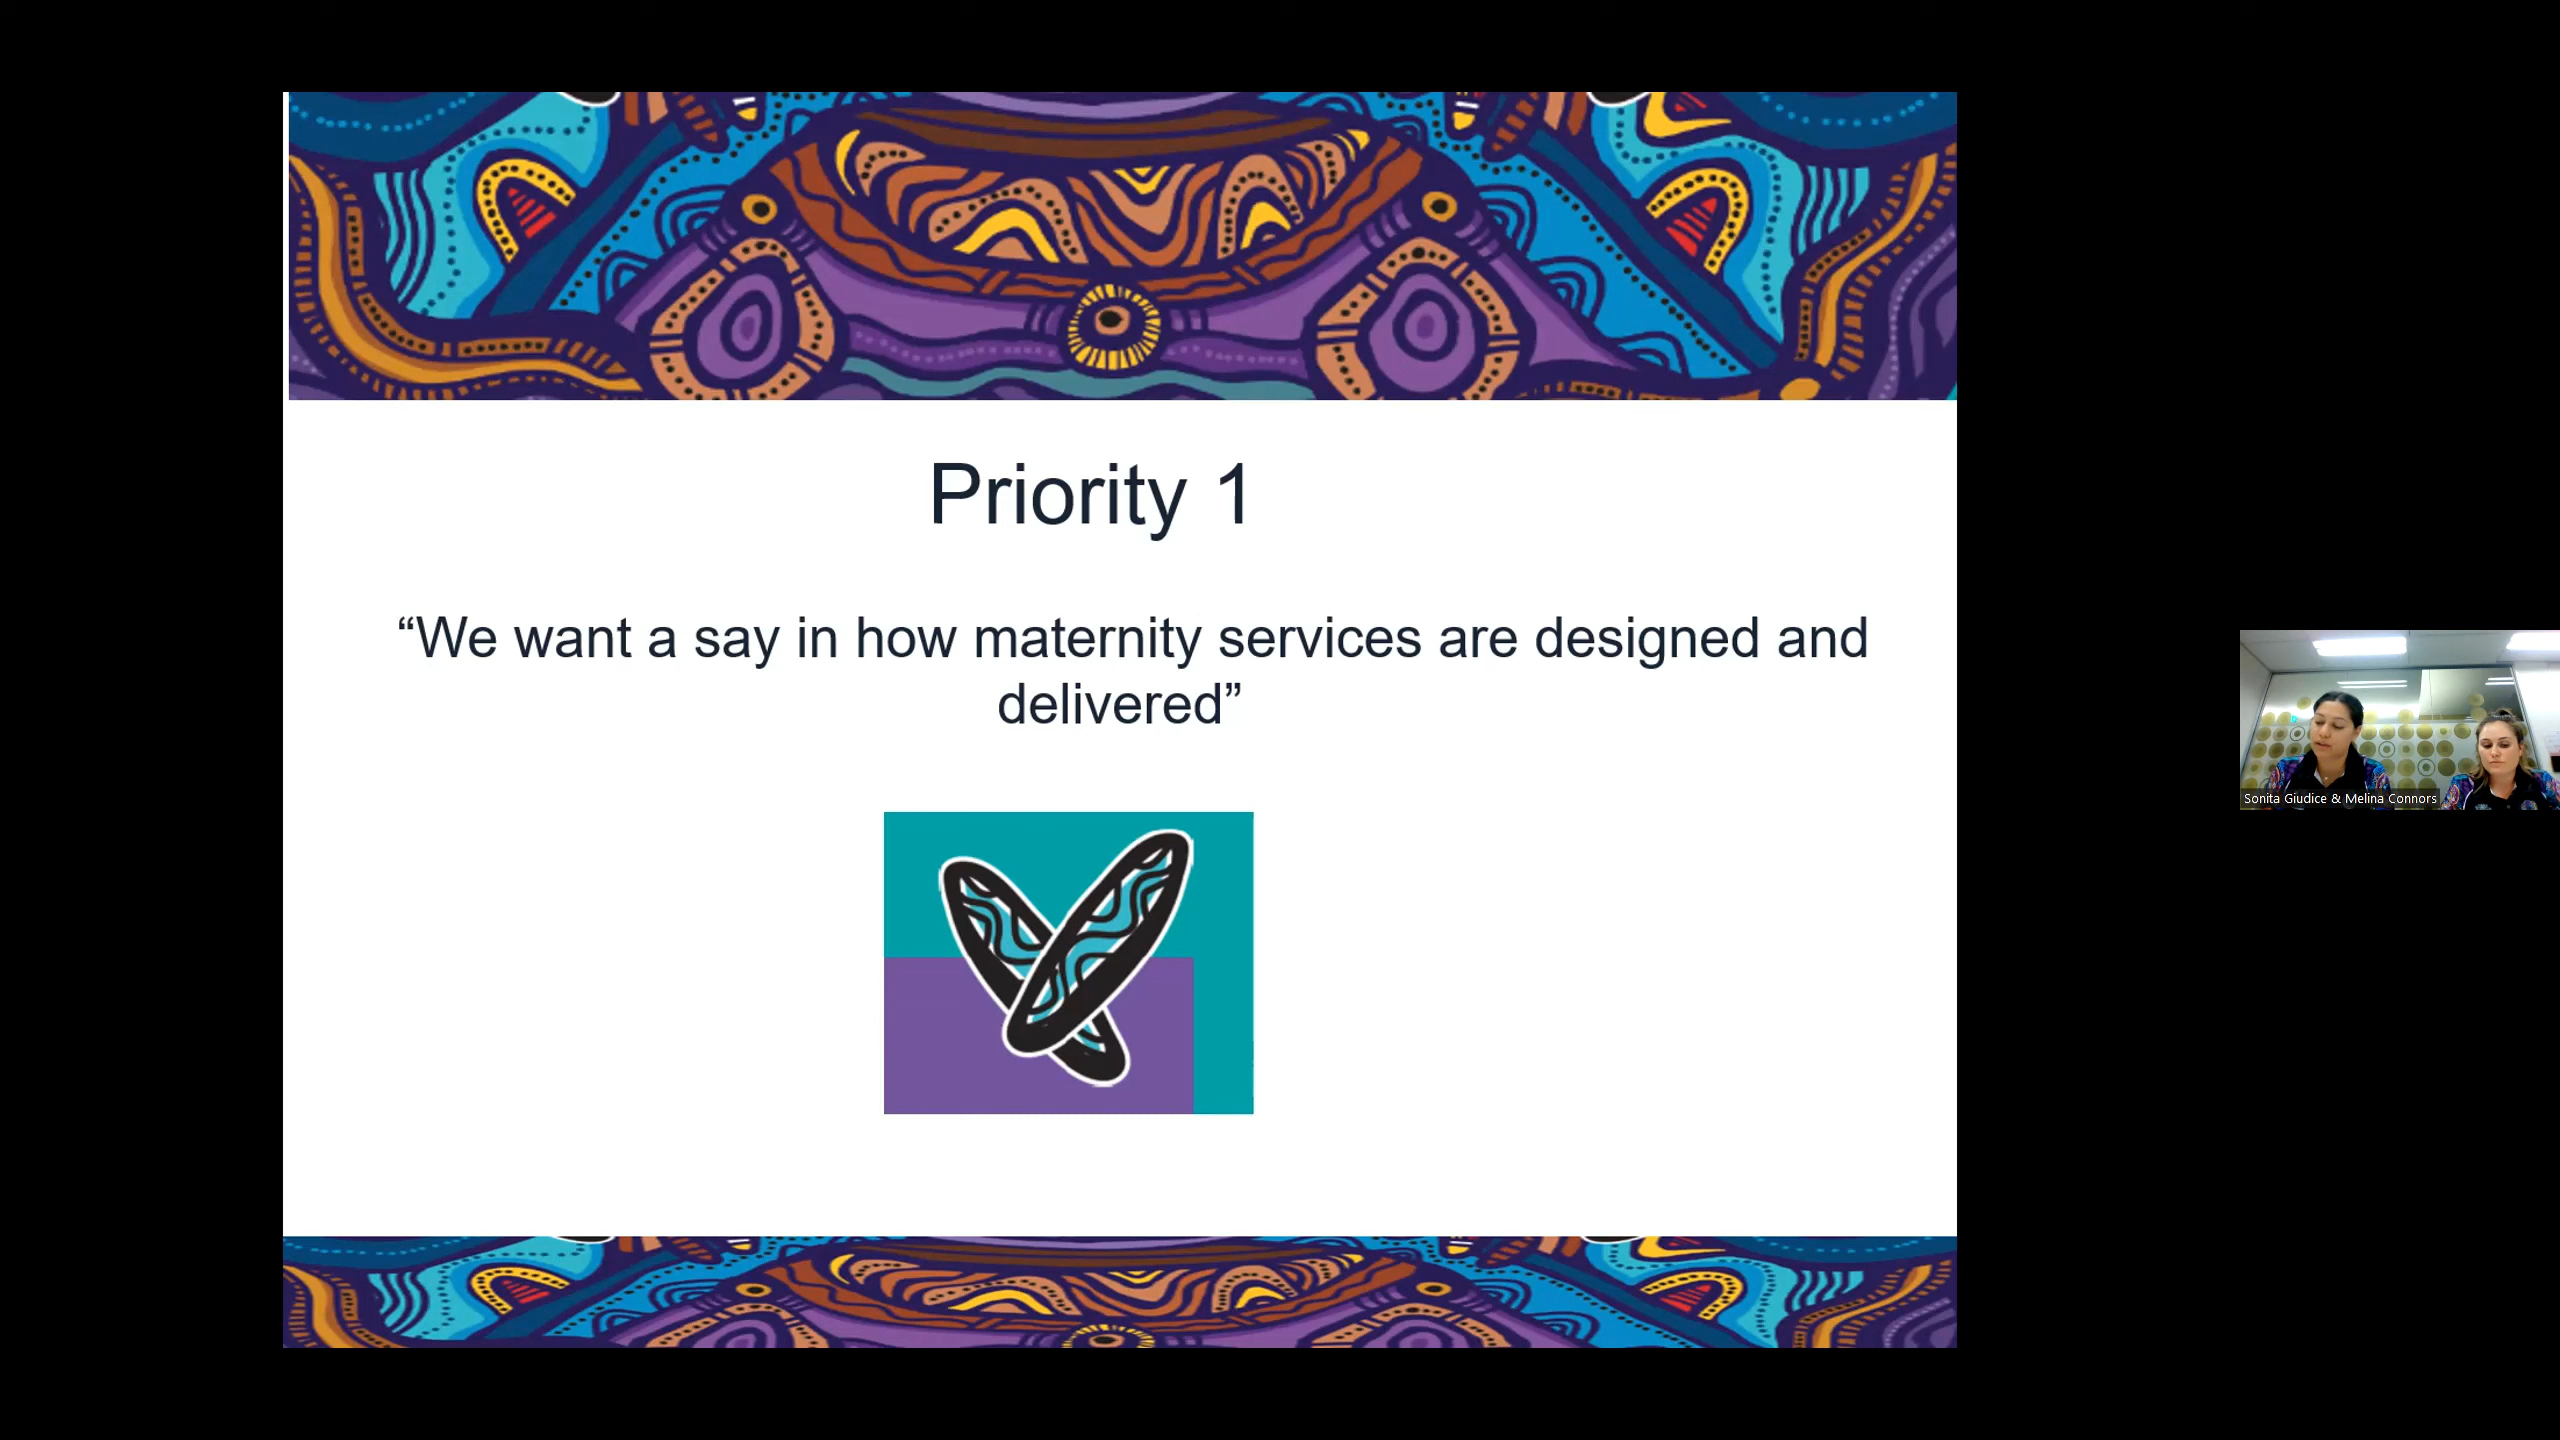 Priority 1
“We want a say in how maternity services are designed and
delivered”
Sonita Giudice & Melina Connors